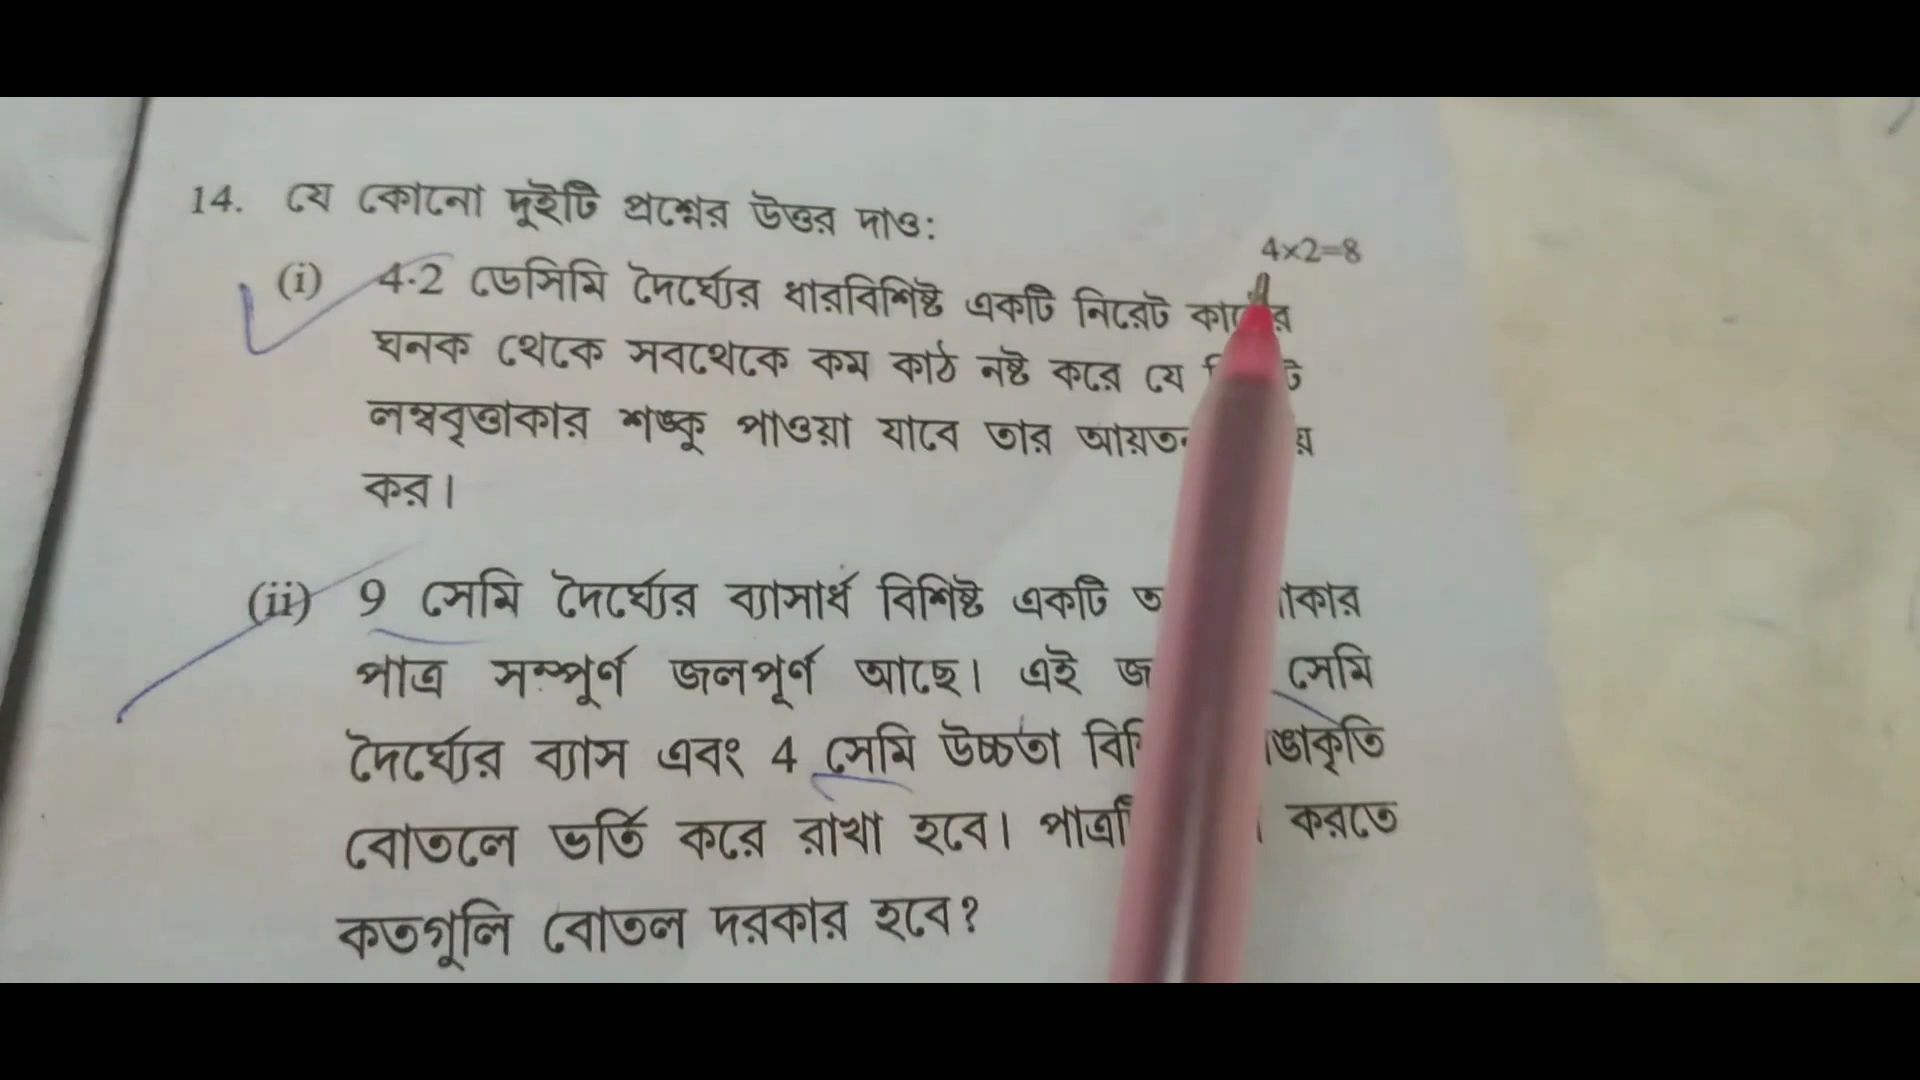 14. যে কোনো দুইটি প্রশ্নের উত্তর দাও:
4×2=8
(i) 4·2 ডেসিমি দৈর্ঘ্যের ধারবিশিষ্ট একটি নিরেট
ঘনক থেকে সবথেকে কম কাঠ নষ্ট করে যে
লম্ববৃত্তাকার শঙ্কু পাওয়া যাবে তার
কর।
(ii) 9 সেমি দৈর্ঘ্যের ব্যাসার্ধ বিশিষ্ট একটি
পাত্র সম্পূর্ণ জলপূর্ণ আছে। এই সেমি
দৈর্ঘ্যের ব্যাস এবং 4 সেমি উচ্চতা
বোতলে ভর্তি করে রাখা হবে। করতে
কতগুলি বোতল দরকার হবে?